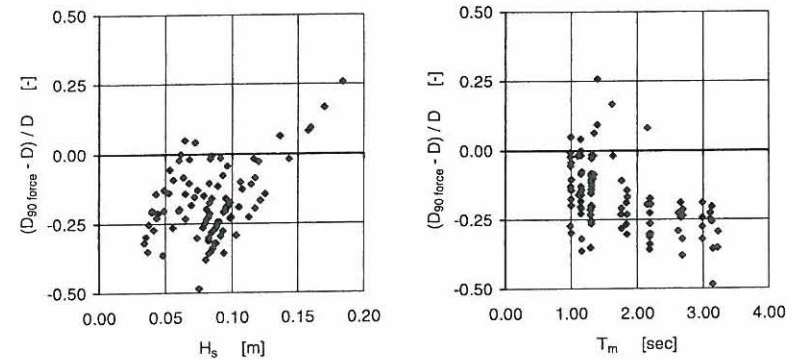 0.50
0.25
0.00
-0.25
-0.50
(D90 force - D) / D [-]
0.00 0.05 0.10 0.15 0.20
Hs [m]
0.50
0.25
0.00
-0.25
-0.50
(D90 force - D) / D [-]
0.00 1.00 2.00 3.00 4.00
Tm [sec]